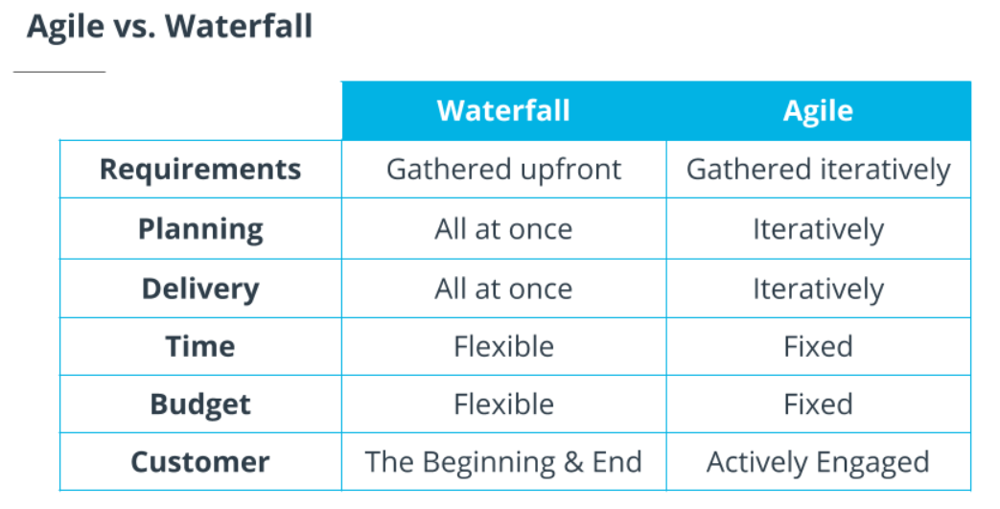 Agile vs. Waterfall
Waterfall Agile
Requirements Gathered upfront Gathered iteratively
Planning All at once Iteratively
Delivery All at once Iteratively
Time Flexible Fixed
Budget Flexible Fixed
Customer The Beginning & End Actively Engaged